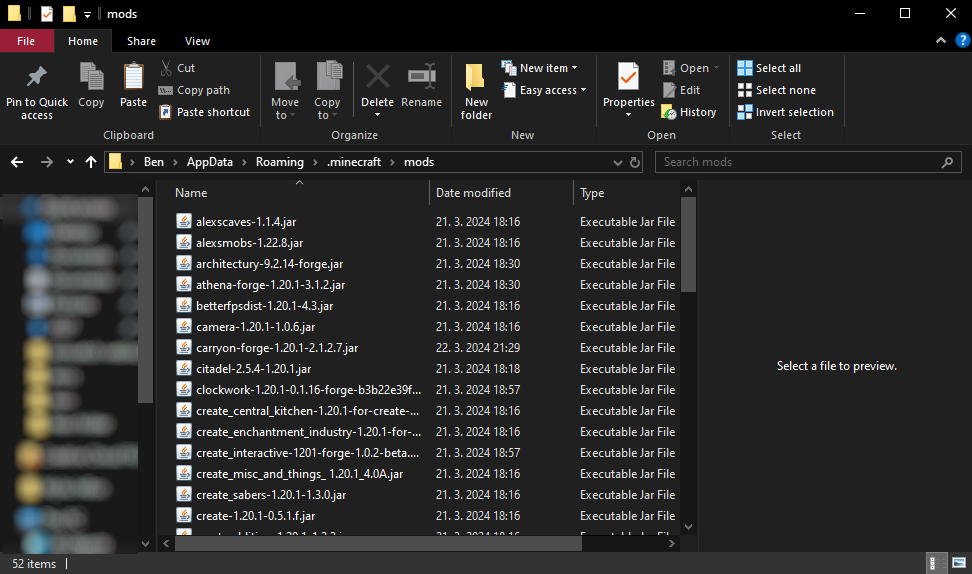 mods
File Home Share View
Pin to Quick access
Copy
Paste
Cut
Copy path
Paste shortcut
Clipboard
Move to
Copy to
Delete
Rename
Organize
New folder
New item
Easy access
New
Properties
Open
Edit
History
Open
Select all
Select none
Invert selection
Select
Ben › AppData › Roaming › .minecraft › mods
Search mods
Name Date modified Type
alexscaves-1.1.4.jar 21. 3. 2024 18:16 Executable Jar File
alexsmobs-1.22.8.jar 21. 3. 2024 18:16 Executable Jar File
architectury-9.2.14-forge.jar 21. 3. 2024 18:30 Executable Jar File
athena-forge-1.20.1-3.1.2.jar 21. 3. 2024 18:30 Executable Jar File
betterfpsdist-1.20.1-4.3.jar 21. 3. 2024 18:16 Executable Jar File
camera-1.20.1-1.0.6.jar 21. 3. 2024 18:16 Executable Jar File
carryon-forge-1.20.1-2.1.2.7.jar 22. 3. 2024 21:29 Executable Jar File
citadel-2.5.4-1.20.1.jar 21. 3. 2024 18:18 Executable Jar File
clockwork-1.20.1-0.1.16-forge-b3b22e39f... 21. 3. 2024 18:57 Executable Jar File
create_central_kitchen-1.20.1-for-create-... 21. 3. 2024 18:16 Executable Jar File
create_enchantment_industry-1.20.1-for-... 21. 3. 2024 18:16 Executable Jar File
create_interactive-1201-forge-1.0.2-beta.... 21. 3. 2024 18:57 Executable Jar File
create_misc_and_things_ 1.20.1_4.0A.jar 21. 3. 2024 18:16 Executable Jar File
create_sabers-1.20.1-1.3.0.jar 21. 3. 2024 18:16 Executable Jar File
create-1.20.1-0.5.1.f.jar 21. 3. 2024 18:16 Executable Jar File
Select a file to preview.
52 items